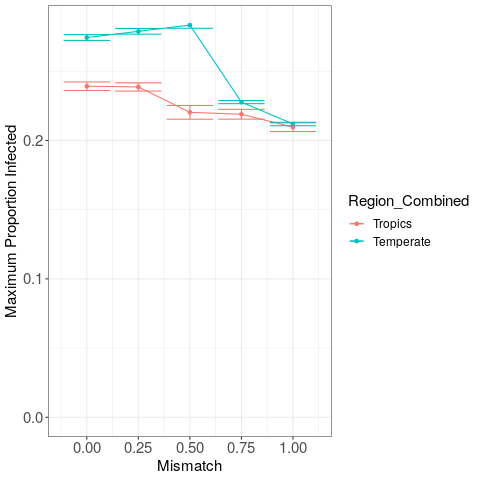 Maximum Proportion Infected
0.2
0.1
0.0
0.00 0.25 0.50 0.75 1.00
Mismatch
Region_Combined
Tropics
Temperate